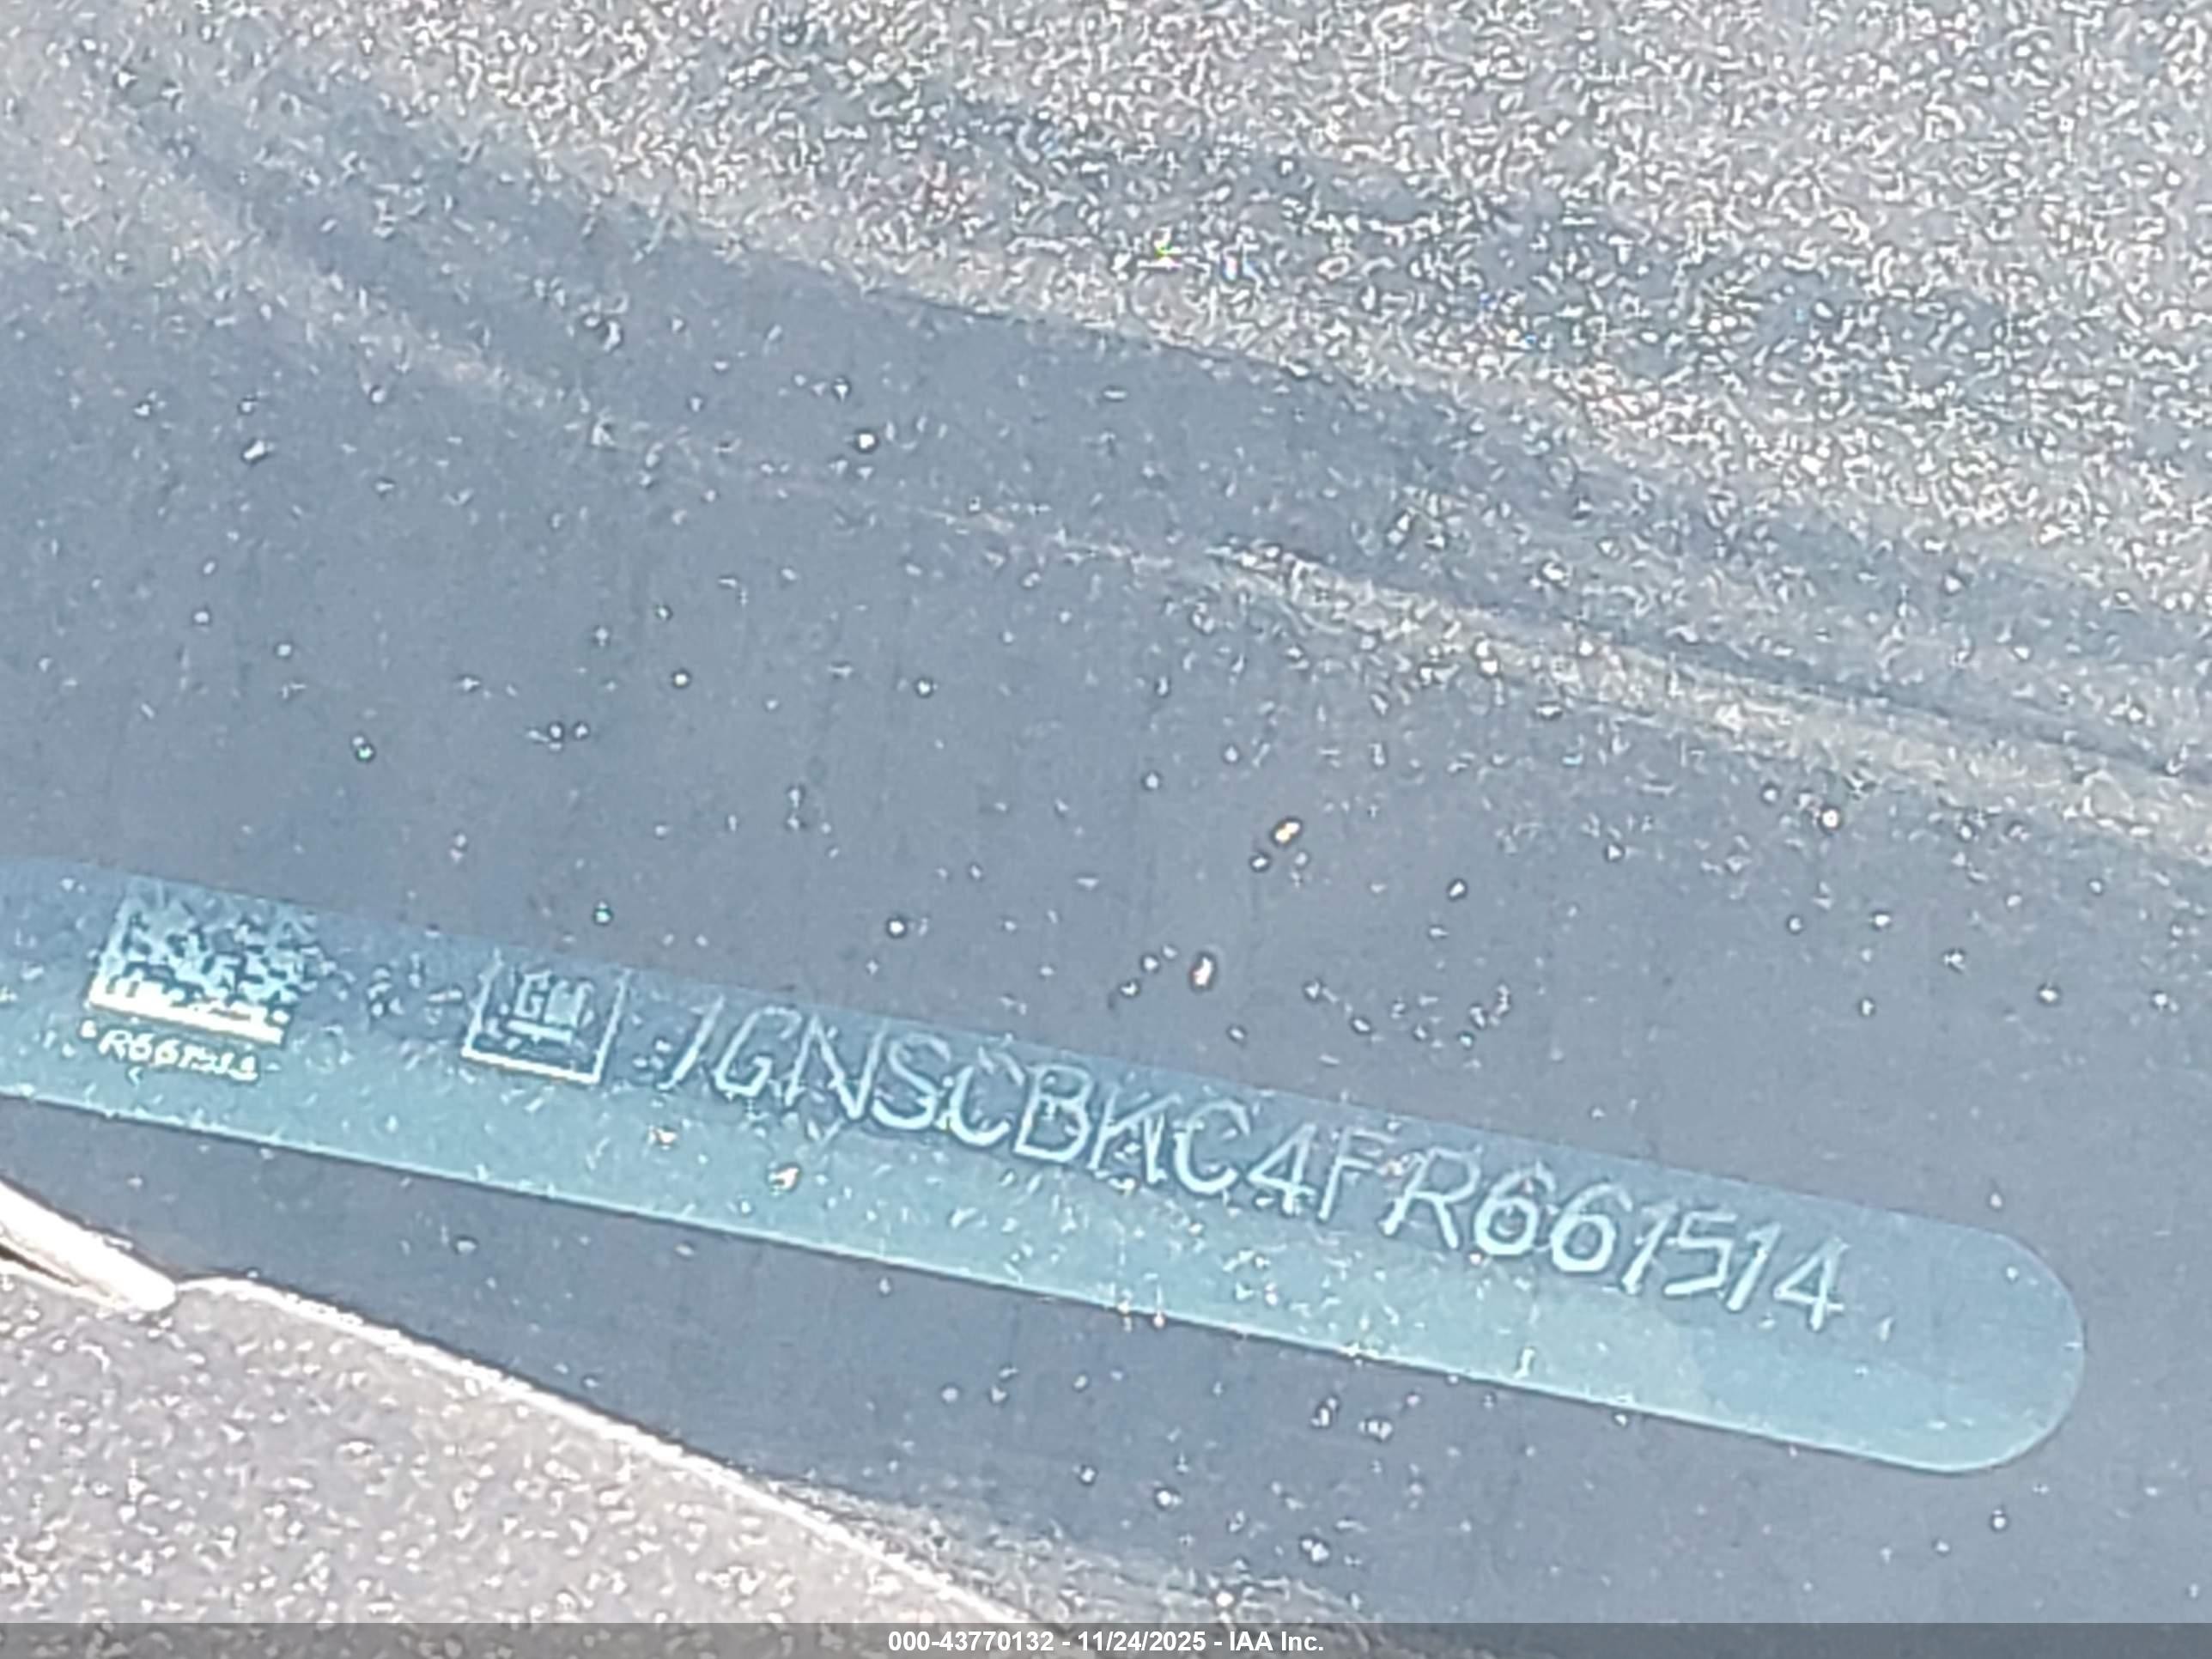 GM 1GNSCBKC4FR661514
R661514
000-43770132 - 11/24/2025 - IAA Inc.